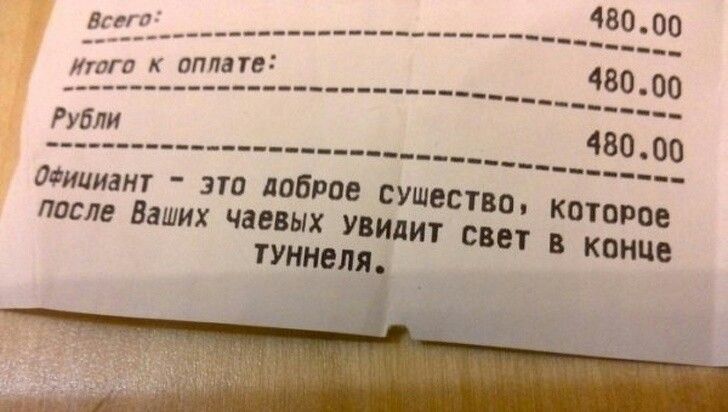 Всего: 480.00
Итого к оплате: 480.00
Рубли 480.00
Официант - это доброе существо, которое
после Ваших чаевых увидит свет в конце
туннеля.